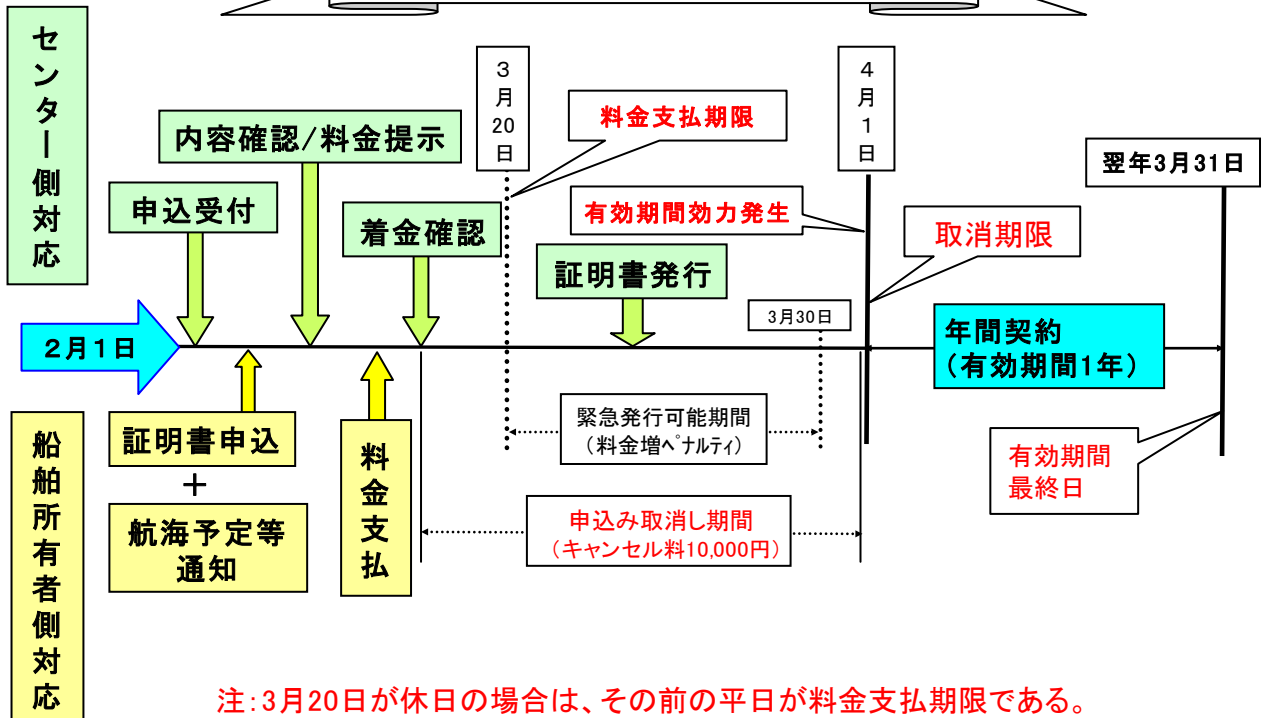 センター側対応
3月20日
4月1日
料金支払期限
内容確認/料金提示
翌年3月31日
申込受付
有効期間効力発生
着金確認
取消期限
証明書発行
3月30日
2月1日
年間契約
（有効期間1年）
船舶所有者側対応
証明書申込
+
航海予定等
通知
料金支払
緊急発行可能期間
（料金増ﾍﾟﾅﾙﾃｨ）
有効期間
最終日
申込み取消し期間
（キャンセル料10,000円）
注:3月20日が休日の場合は、その前の平日が料金支払期限である。